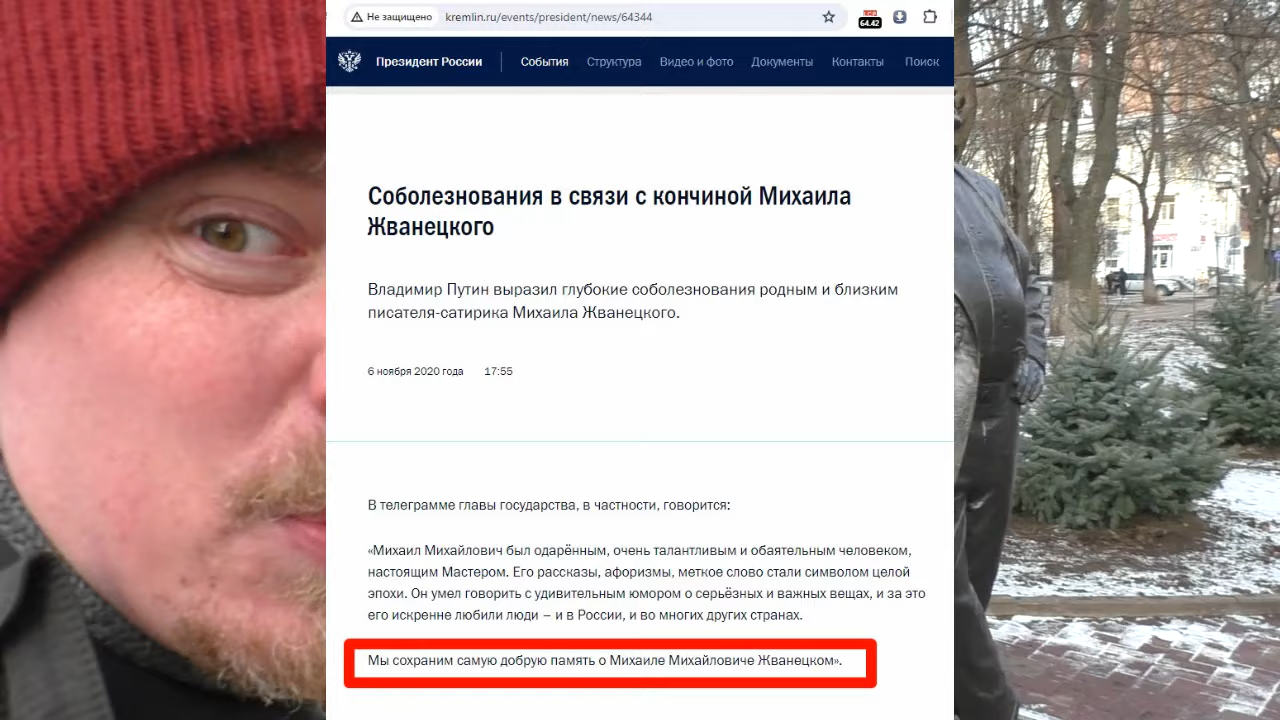 Не защищено kremlin.ru/events/president/news/64344
64.42
Президент России События Структура Видео и фото Документы Контакты Поиск
Соболезнования в связи с кончиной Михаила
Жванецкого
Владимир Путин выразил глубокие соболезнования родным и близким
писателя-сатирика Михаила Жванецкого.
6 ноября 2020 года 17:55
В телеграмме главы государства, в частности, говорится:
«Михаил Михайлович был одарённым, очень талантливым и обаятельным человеком,
настоящим Мастером. Его рассказы, афоризмы, меткое слово стали символом целой
эпохи. Он умел говорить с удивительным юмором о серьёзных и важных вещах, и за это
его искренне любили люди – и в России, и во многих других странах.
Мы сохраним самую добрую память о Михаиле Михайловиче Жванецком».